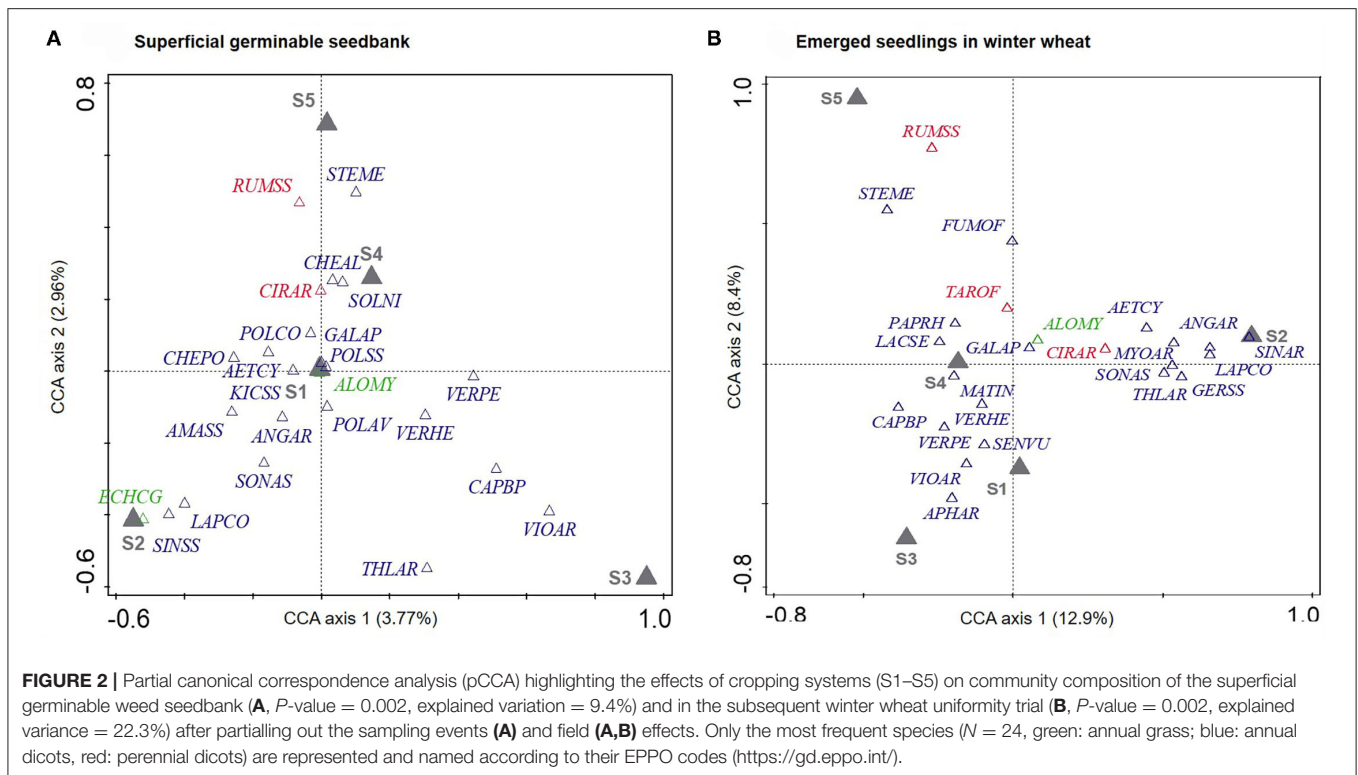 A Superficial germinable seedbank
0.8
S5
STEME
RUMSS
S4
CHEAL
CIRAR
SOLNI
POLCO
GALAP
CHEPO
POLSS
AETCY
KICSS
S1
ALOMY
VERPE
AMASS
ANGAR
POLAV
VERHE
SONAS
CAPBP
ECHCG
LAPCO
VIOAR
S2
SINSS
THLAR
S3
-0.6
-0.6
1.0
CCA axis 2 (2.96%)
CCA axis 1 (3.77%)
B Emerged seedlings in winter wheat
1.0
S5
RUMSS
STEME
FUMOF
TAROF
AETCY
PAPRH
ALOMY
ANGAR
S2
LACSE
GALAP
CIRAR
MYOAR
SINAR
S4
SONAS
LAPCO
MATIN
THLAR
GERSS
CAPBP
VERHE
VERPE
SENVU
VIOAR
S1
APHAR
S3
-0.8
-0.8
1.0
CCA axis 2 (8.4%)
CCA axis 1 (12.9%)
FIGURE 2 | Partial canonical correspondence analysis (pCCA) highlighting the effects of cropping systems (S1–S5) on community composition of the superficial
germinable weed seedbank (A, P-value = 0.002, explained variation = 9.4%) and in the subsequent winter wheat uniformity trial (B, P-value = 0.002, explained
variance = 22.3%) after partialling out the sampling events (A) and field (A,B) effects. Only the most frequent species (N = 24, green: annual grass; blue: annual
dicots, red: perennial dicots) are represented and named according to their EPPO codes (https://gd.eppo.int/).